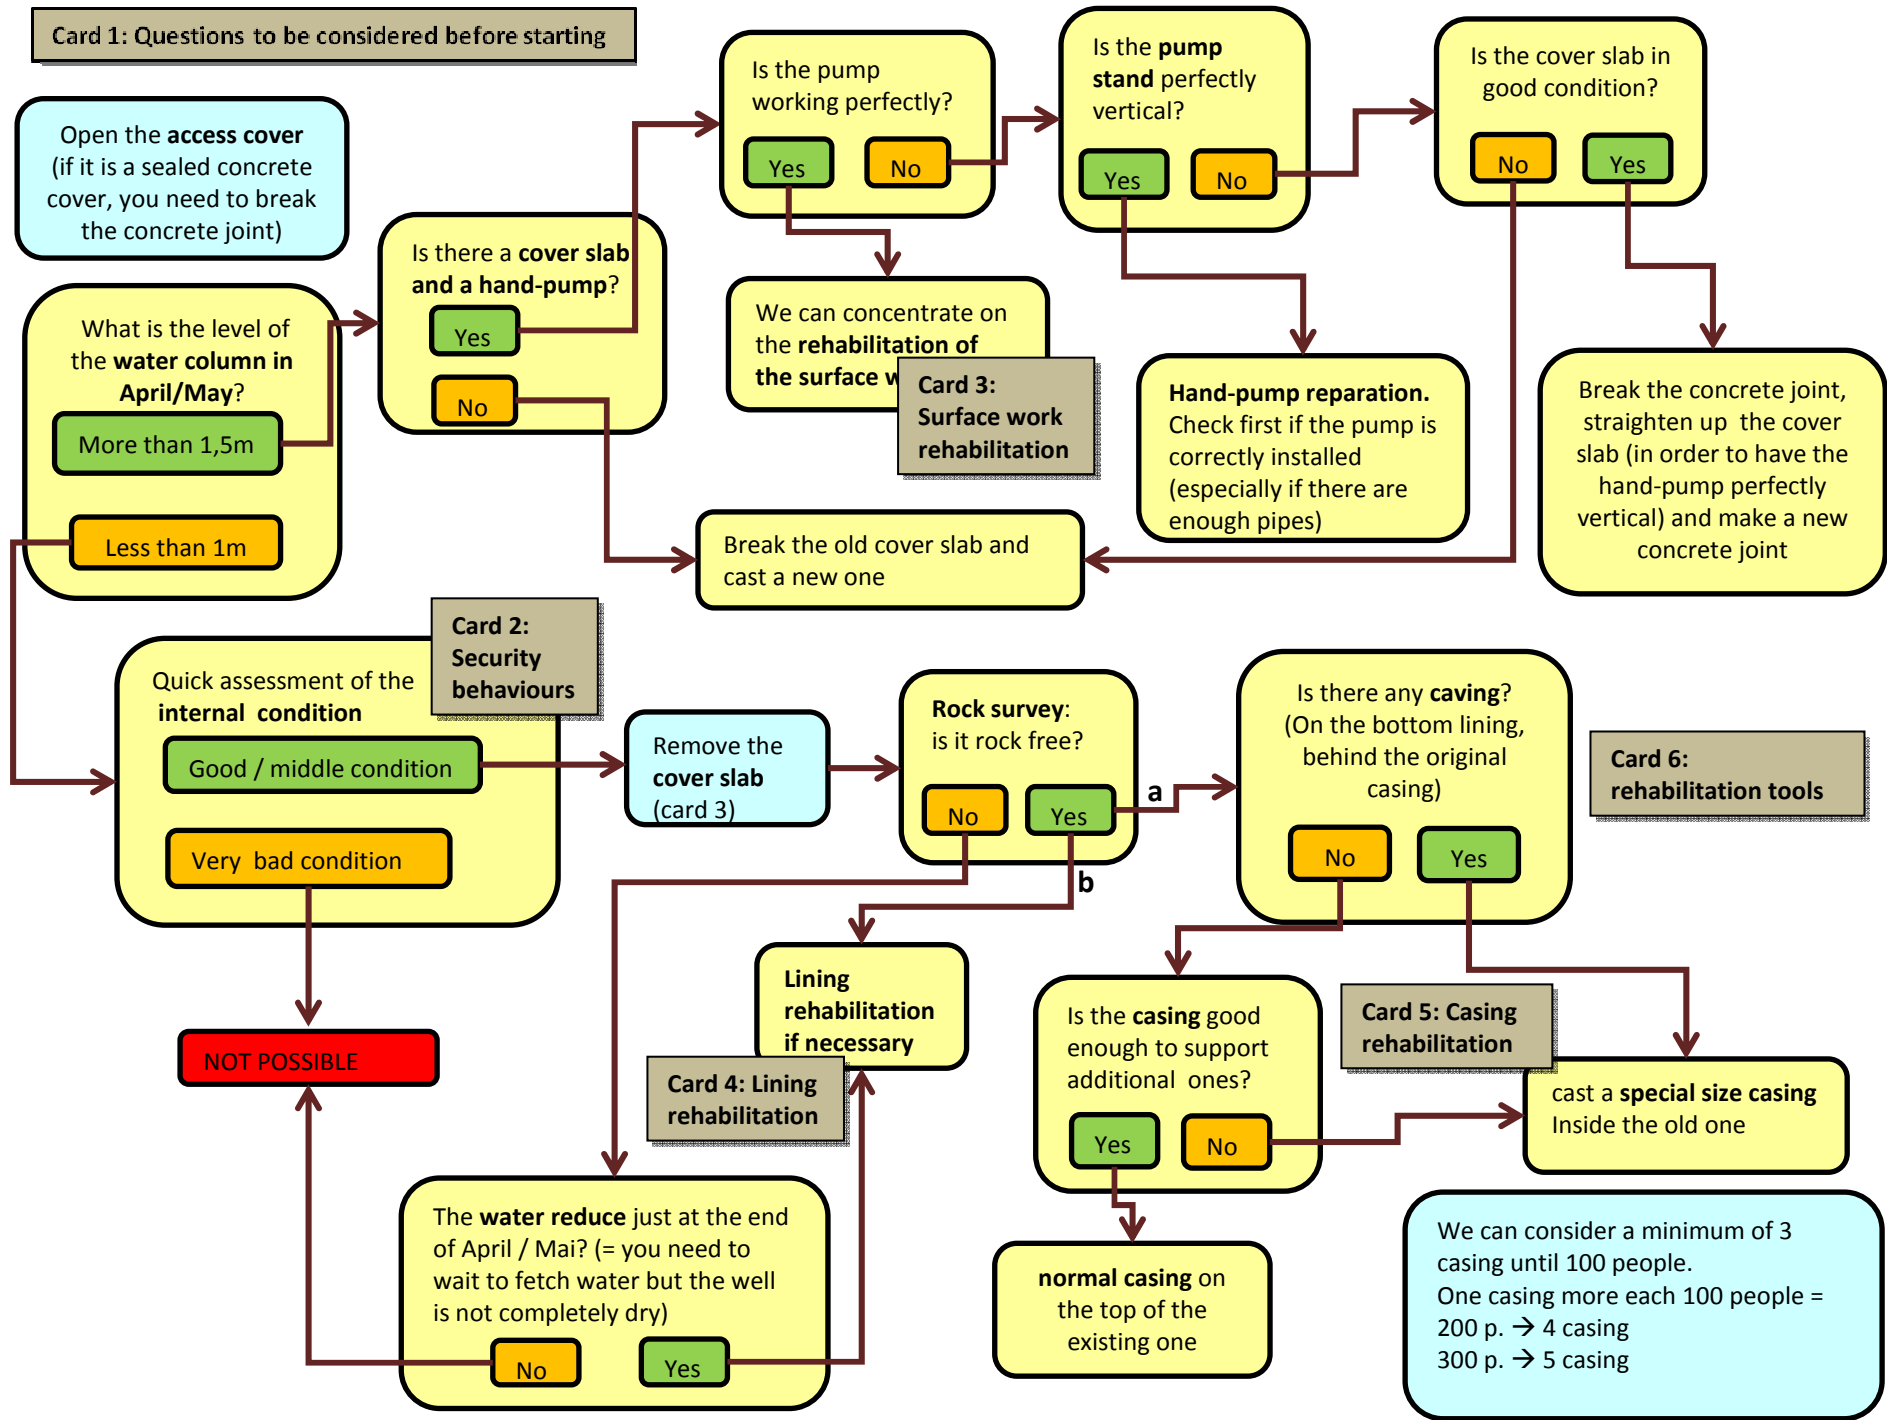 Card 1: Questions to be considered before starting
Open the access cover
(if it is a sealed concrete
cover, you need to break
the concrete joint)
What is the level of
the water column in
April/May?
More than 1,5m
Less than 1m
Is there a cover slab
and a hand-pump?
Yes
No
Is the pump
working perfectly?
Yes
No
Is the pump
stand perfectly
vertical?
Yes
No
Is the cover slab in
good condition?
No
Yes
We can concentrate on
the rehabilitation of
the surface w
Card 3:
Surface work
rehabilitation
Hand-pump reparation.
Check first if the pump is
correctly installed
(especially if there are
enough pipes)
Break the concrete joint,
straighten up the cover
slab (in order to have the
hand-pump perfectly
vertical) and make a new
concrete joint
Break the old cover slab and
cast a new one
Card 2:
Security
behaviours
Quick assessment of the
internal condition
Good / middle condition
Very bad condition
Remove the
cover slab
(card 3)
Rock survey:
is it rock free?
No
Yes
a
b
Is there any caving?
(On the bottom lining,
behind the original
casing)
No
Yes
Card 6:
rehabilitation tools
NOT POSSIBLE
Lining
rehabilitation
if necessary
Card 4: Lining
rehabilitation
Is the casing good
enough to support
additional ones?
Yes
No
Card 5: Casing
rehabilitation
cast a special size casing
Inside the old one
The water reduce just at the end
of April / Mai? (= you need to
wait to fetch water but the well
is not completely dry)
No
Yes
normal casing on
the top of the
existing one
We can consider a minimum of 3
casing until 100 people.
One casing more each 100 people =
200 p. → 4 casing
300 p. → 5 casing